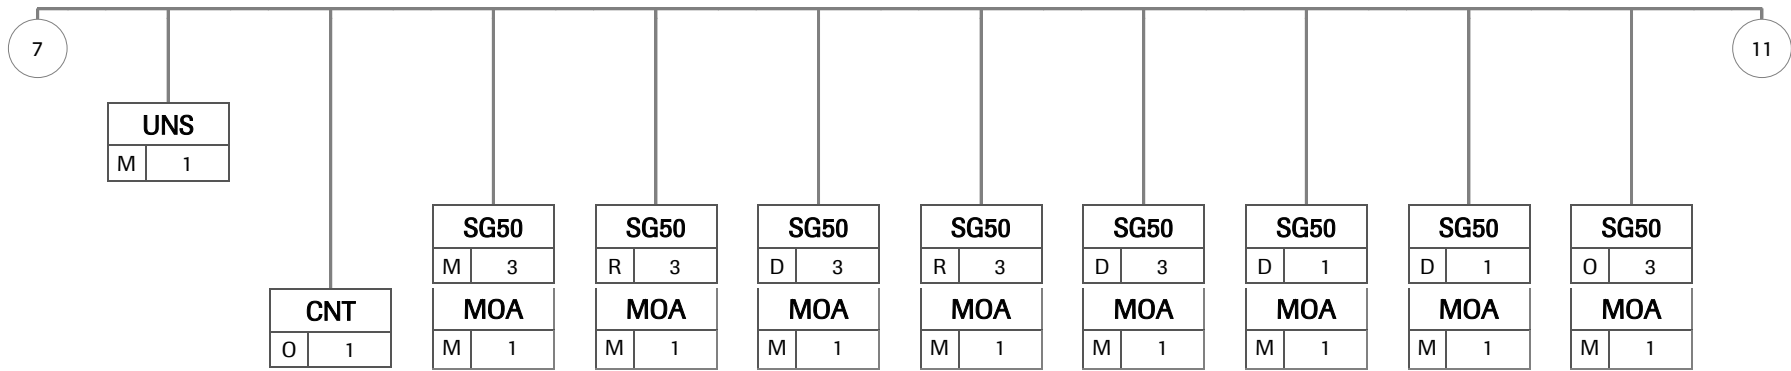 7
11
UNS
M 1
SG50 SG50 SG50 SG50 SG50 SG50 SG50 SG50
M 3 R 3 D 3 R 3 D 3 D 1 D 1 O 3
CNT MOA MOA MOA MOA MOA MOA MOA MOA
O 1 M 1 M 1 M 1 M 1 M 1 M 1 M 1 M 1